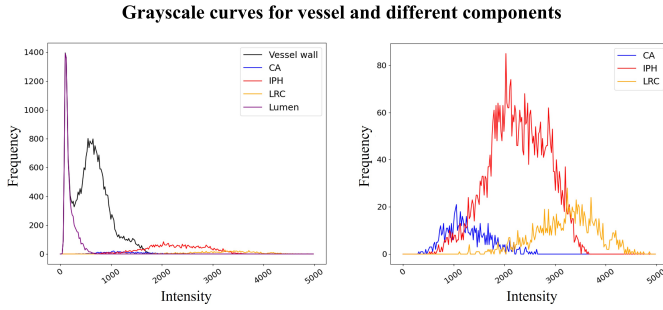 Grayscale curves for vessel and different components
1400
1200
1000
800
600
400
200
0
Frequency
0
1000
2000
3000
4000
5000
Intensity
Vessel wall
CA
IPH
LRC
Lumen
80
60
40
20
0
Frequency
0
1000
2000
3000
4000
5000
Intensity
CA
IPH
LRC